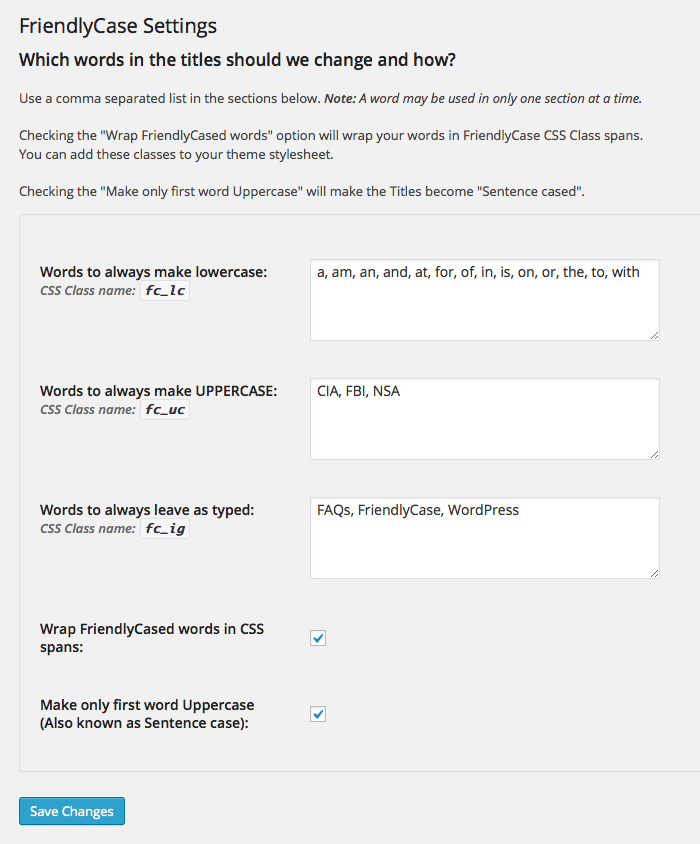 FriendlyCase Settings
Which words in the titles should we change and how?
Use a comma separated list in the sections below. Note: A word may be used in only one section at a time.
Checking the "Wrap FriendlyCased words" option will wrap your words in FriendlyCase CSS Class spans.
You can add these classes to your theme stylesheet.
Checking the "Make only first word Uppercase" will make the Titles become "Sentence cased".
Words to always make lowercase:
CSS Class name: fc_lc
a, am, an, and, at, for, of, in, is, on, or, the, to, with
Words to always make UPPERCASE:
CSS Class name: fc_uc
CIA, FBI, NSA
Words to always leave as typed:
CSS Class name: fc_ig
FAQs, FriendlyCase, WordPress
Wrap FriendlyCased words in CSS
spans:
Make only first word Uppercase
(Also known as Sentence case):
Save Changes